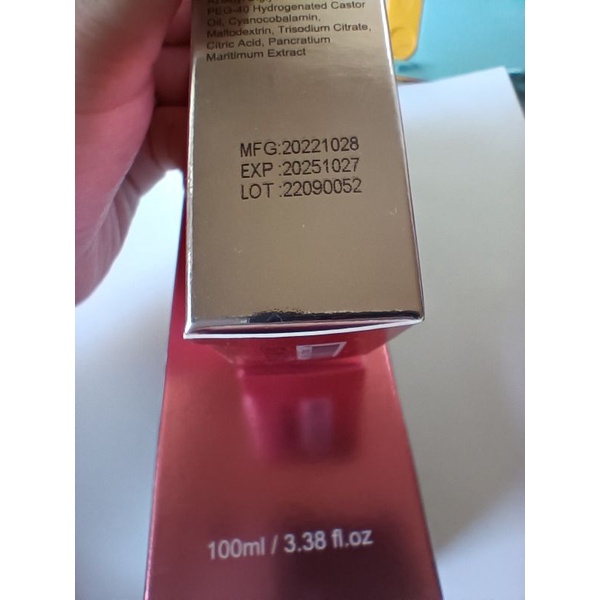 PEG-40 Hydrogenated Castor
Oil, Cyanocobalamin,
Maltodextrin, Trisodium Citrate,
Citric Acid, Pancratium
Maritimum Extract
MFG:20221028
EXP :20251027
LOT :22090052
100ml / 3.38 fl.oz